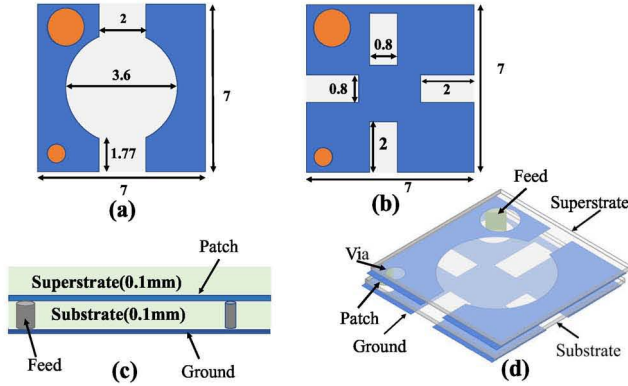 2
3.6
7
1.77
7
(a)
0.8
0.8
2
7
2
7
(b)
Feed
Superstrate
Via
Patch
Ground
Substrate
(d)
Patch
Superstrate(0.1mm)
Substrate(0.1mm)
Feed
(c)
Ground